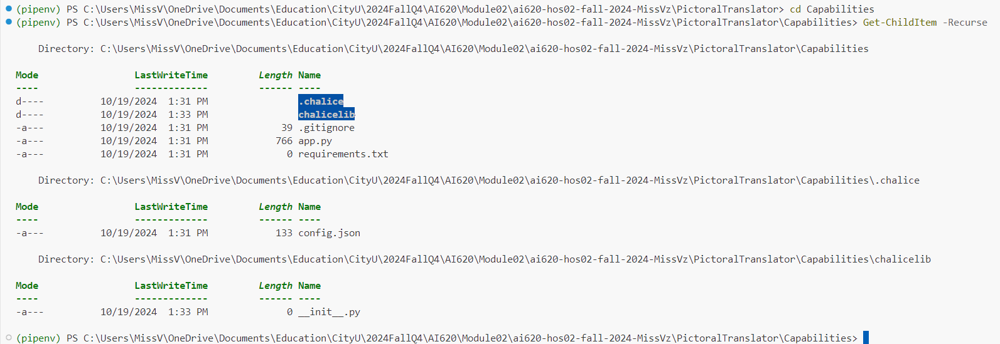 (pipenv) PS C:\Users\MissV\OneDrive\Documents\Education\CityU\2024FallQ4\AI620\Module02\ai620-hos02-fall-2024-MissVz\PictoralTranslator> cd Capabilities
(pipenv) PS C:\Users\MissV\OneDrive\Documents\Education\CityU\2024FallQ4\AI620\Module02\ai620-hos02-fall-2024-MissVz\PictoralTranslator\Capabilities> Get-ChildItem -Recurse
Directory: C:\Users\MissV\OneDrive\Documents\Education\CityU\2024FallQ4\AI620\Module02\ai620-hos02-fall-2024-MissVz\PictoralTranslator\Capabilities
Mode LastWriteTime Length Name
---- ------------- ------ ----
d---- 10/19/2024 1:31 PM .chalice
d---- 10/19/2024 1:33 PM chalicelib
-a--- 10/19/2024 1:31 PM 39 .gitignore
-a--- 10/19/2024 1:31 PM 766 app.py
-a--- 10/19/2024 1:31 PM 0 requirements.txt
Directory: C:\Users\MissV\OneDrive\Documents\Education\CityU\2024FallQ4\AI620\Module02\ai620-hos02-fall-2024-MissVz\PictoralTranslator\Capabilities\.chalice
Mode LastWriteTime Length Name
---- ------------- ------ ----
-a--- 10/19/2024 1:31 PM 133 config.json
Directory: C:\Users\MissV\OneDrive\Documents\Education\CityU\2024FallQ4\AI620\Module02\ai620-hos02-fall-2024-MissVz\PictoralTranslator\Capabilities\chalicelib
Mode LastWriteTime Length Name
---- ------------- ------ ----
-a--- 10/19/2024 1:33 PM 0 __init__.py
(pipenv) PS C:\Users\MissV\OneDrive\Documents\Education\CityU\2024FallQ4\AI620\Module02\ai620-hos02-fall-2024-MissVz\PictoralTranslator\Capabilities>